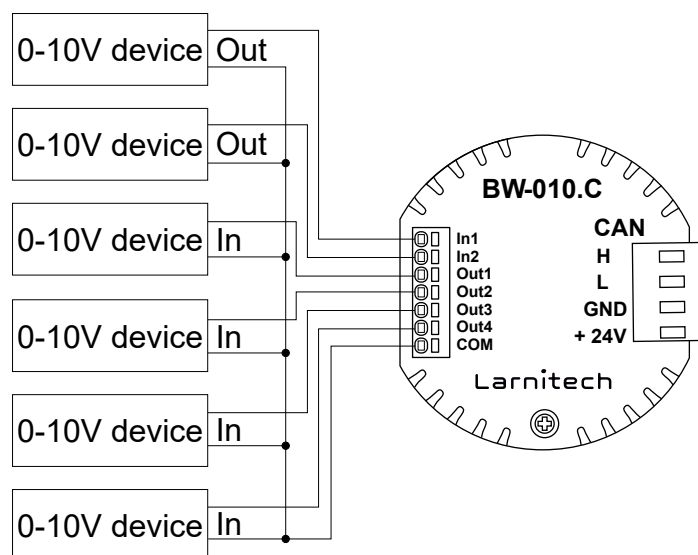 0-10V device Out
0-10V device Out
0-10V device In
0-10V device In
0-10V device In
0-10V device In
BW-010.C
In1
In2
Out1
Out2
Out3
Out4
COM
CAN
H
L
GND
+ 24V
Larnitech